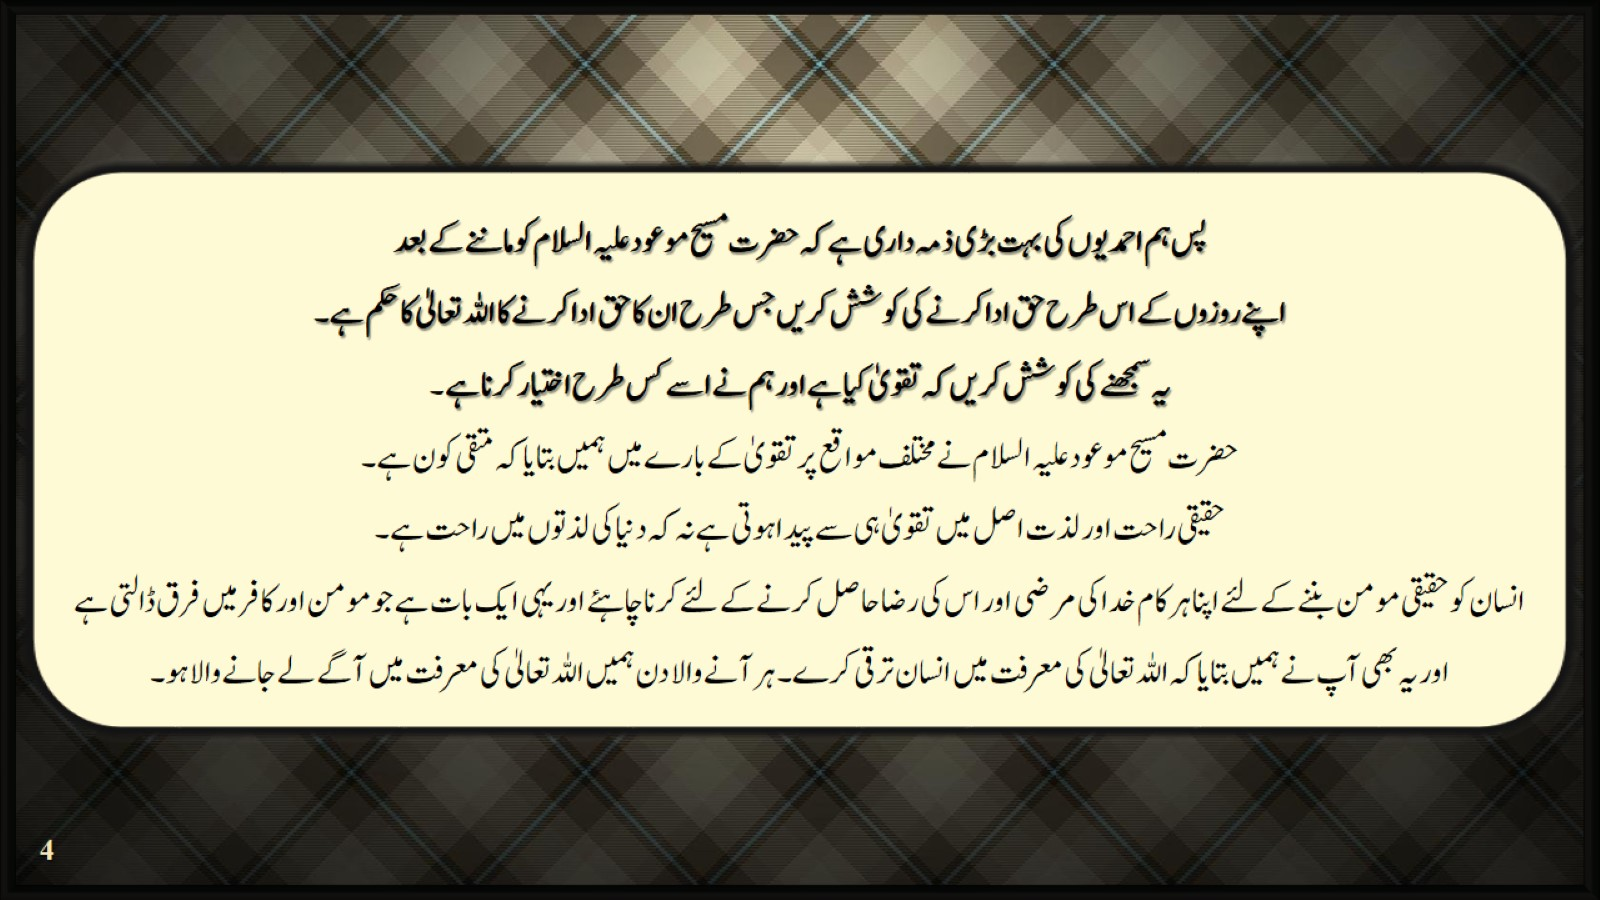 پس ہم احمدیوں کی بہت بڑی ذمہ داری ہے کہ حضرت مسیح موعود علیہ السلام کو ماننے کے بعد
اپنے روزوں کے اس طرح حق ادا کرنے کی کوشش کریں جس طرح ان کا حق ادا کرنے کا اللہ تعالیٰ کا حکم ہے۔
یہ سمجھنے کی کوشش کریں کہ تقویٰ کیا ہے اور ہم نے اسے کس طرح اختیار کرنا ہے۔
حضرت مسیح موعود علیہ السلام نے مختلف مواقع پر تقویٰ کے بارے میں ہمیں بتایا کہ متقی کون ہے۔
حقیقی راحت اور لذت اصل میں تقویٰ ہی سے پیدا ہوتی ہے نہ کہ دنیا کی لذتوں میں راحت ہے۔
انسان کو حقیقی مومن بننے کے لئے اپنا ہر کام خدا کی مرضی اور اس کی رضا حاصل کرنے کے لئے کرنا چاہئے اور یہی ایک بات ہے جو مومن اور کافر میں فرق ڈالتی ہے
اور یہ بھی آپ نے ہمیں بتایا کہ اللہ تعالیٰ کی معرفت میں انسان ترقی کرے۔ ہر آنے والا دن ہمیں اللہ تعالیٰ کی معرفت میں آگے لے جانے والا ہو۔
4